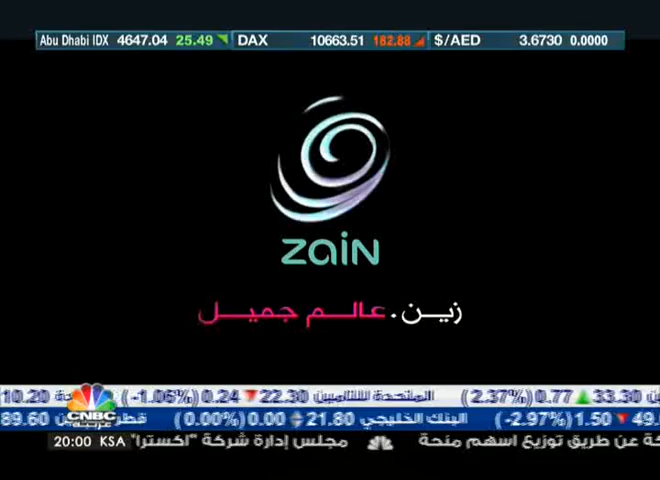 Abu Dhabi IDX 4647.04 25.49 DAX 10663.51 182.88 $/AED 3.6730 0.0000
zain
زين. عالم جميل
33.30 0.77 (2.37%) المتحدة للتامين 22.30 0.24 (-1.06%) 10.20
49.0 1.50 (-2.97%) البنك الخليجي 21.80 0.00 (0.00%) 89.60
CNBC
عربية
20:00 KSA
عن طريق توزيع اسهم منحة مجلس إدارة شركة "اكسترا"